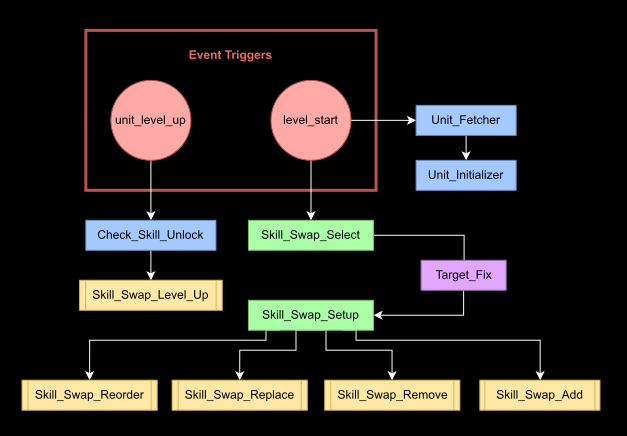 Event Triggers
unit_level_up
level_start
Unit_Fetcher
Unit_Initializer
Check_Skill_Unlock
Skill_Swap_Select
Target_Fix
Skill_Swap_Level_Up
Skill_Swap_Setup
Skill_Swap_Reorder
Skill_Swap_Replace
Skill_Swap_Remove
Skill_Swap_Add